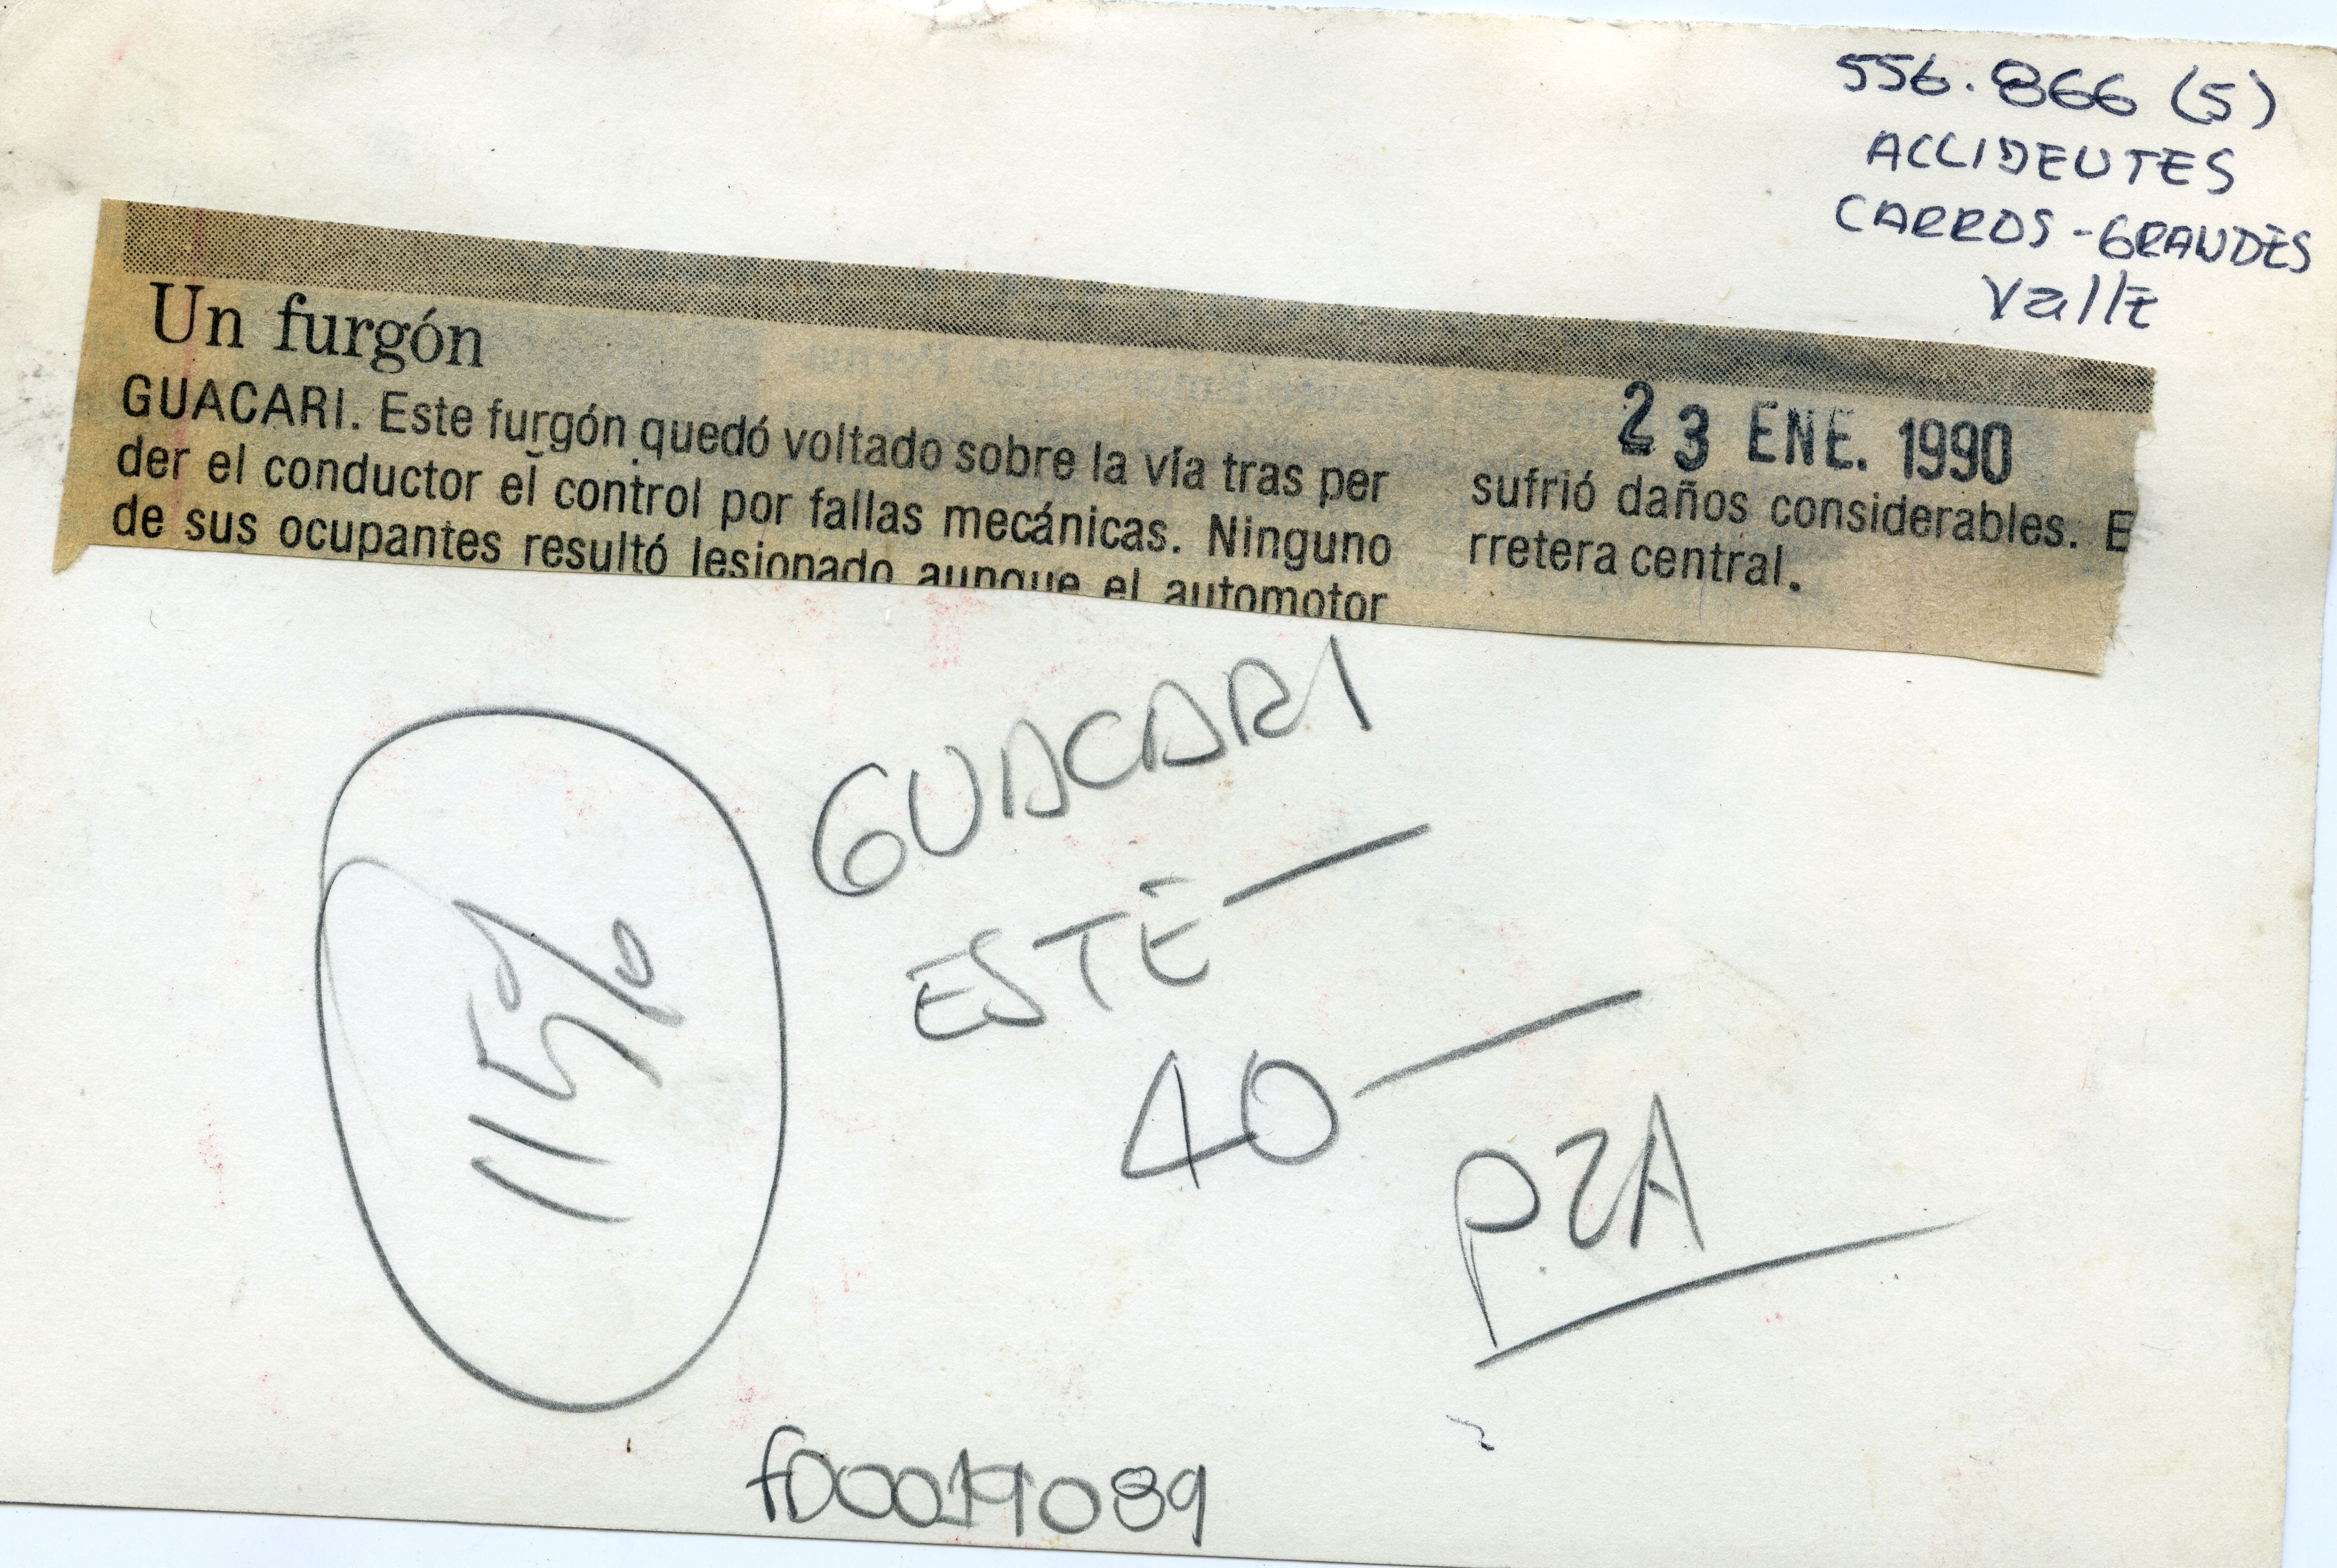 556.866 (5)
ACCIDENTES
CARROS - GRANDES
Valle
Un furgón
GUACARI. Este furgón quedó voltado sobre la vía tras per
der el conductor el control por fallas mecánicas. Ninguno
de sus ocupantes resultó lesionado aunque el automotor
23 ENE. 1990
sufrió daños considerables. E
rretera central.
GUACARI
ESTE
115%
40
PZA
f00019089